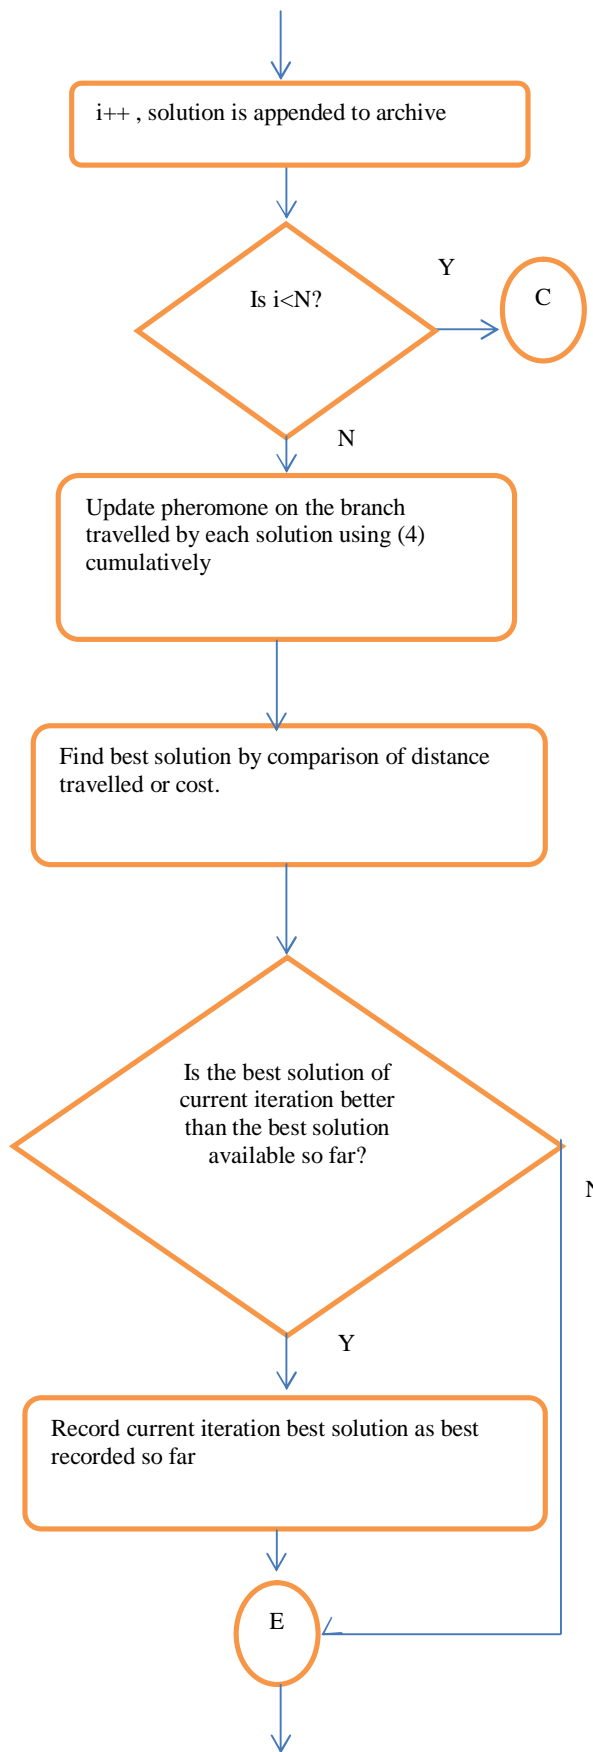 i++ , solution is appended to archive
Y
Is i<N?
C
N
Update pheromone on the branch
travelled by each solution using (4)
cumulatively
Find best solution by comparison of distance
travelled or cost.
Is the best solution of
current iteration better
than the best solution
available so far?
N
Y
Record current iteration best solution as best
recorded so far
E